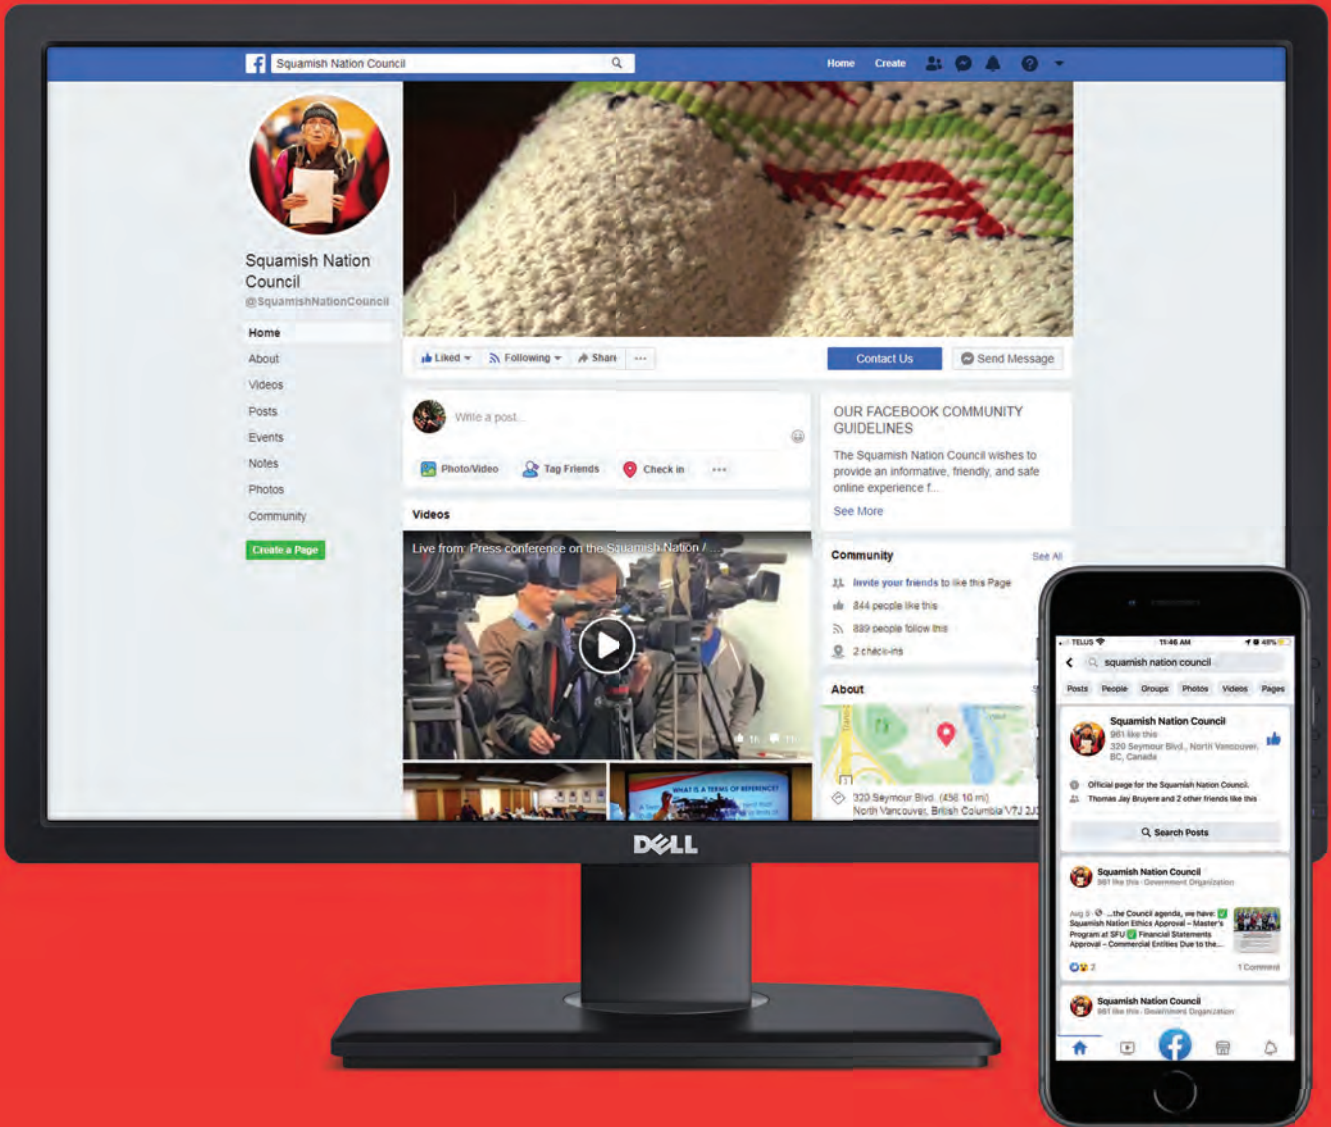 Squamish Nation Council
Home Create
Squamish Nation
Council
@SquamishNationCouncil
Home
About
Videos
Posts
Events
Notes
Photos
Community
Create a Page
Liked Following Share
Contact Us Send Message
Write a post...
Photo/Video Tag Friends Check in
Videos
Live from: Press conference on the Squamish Nation / ...
WHAT IS A TERMS OF REFERENCE?
OUR FACEBOOK COMMUNITY
GUIDELINES
The Squamish Nation Council wishes to
provide an informative, friendly, and safe
online experience f...
See More
Community See All
Invite your friends to like this Page
844 people like this
889 people follow this
2 check-ins
About
320 Seymour Blvd. (456.10 mi)
North Vancouver, British Columbia V7J
DELL
TELUS 11:46 AM 48%
squamish nation council
Posts People Groups Photos Videos Pages
Squamish Nation Council
961 like this
320 Seymour Blvd., North Vancouver,
BC, Canada
Official page for the Squamish Nation Council.
Thomas Jay Bruyere and 2 other friends like this
Search Posts
Squamish Nation Council
961 like this · Government Organization
Aug 5 · ...the Council agenda, we have: ✅
Squamish Nation Ethics Approval – Master's
Program at SFU ✅ Financial Statements
Approval – Commercial Entities Due to the...
2 1 Comment
Squamish Nation Council
961 like this · Government Organization